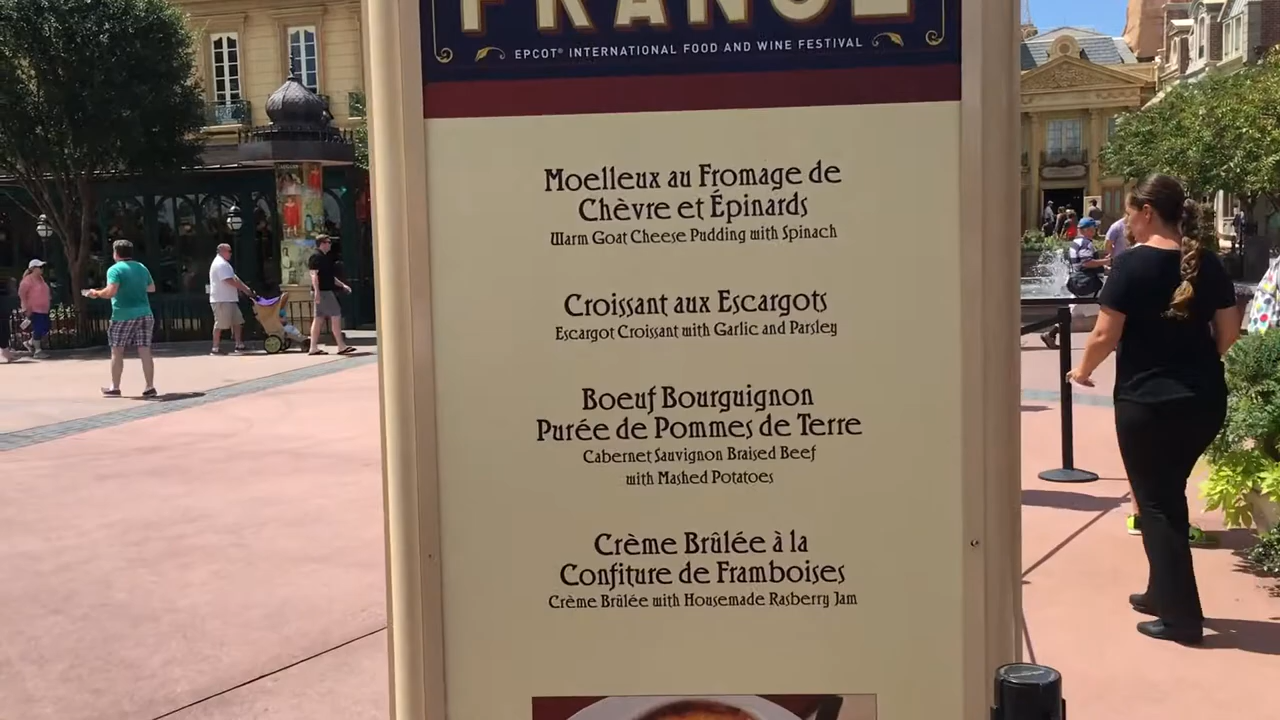 FRANCE
EPCOT® INTERNATIONAL FOOD AND WINE FESTIVAL
Moelleux au Fromage de
Chèvre et Épinards
Warm Goat Cheese Pudding with Spinach
Croissant aux Escargots
Escargot Croissant with Garlic and Parsley
Boeuf Bourguignon
Purée de Pommes de Terre
Cabernet Sauvignon Braised Beef
with Mashed Potatoes
Crème Brûlée à la
Confiture de Framboises
Crème Brûlée with Housemade Rasberry Jam